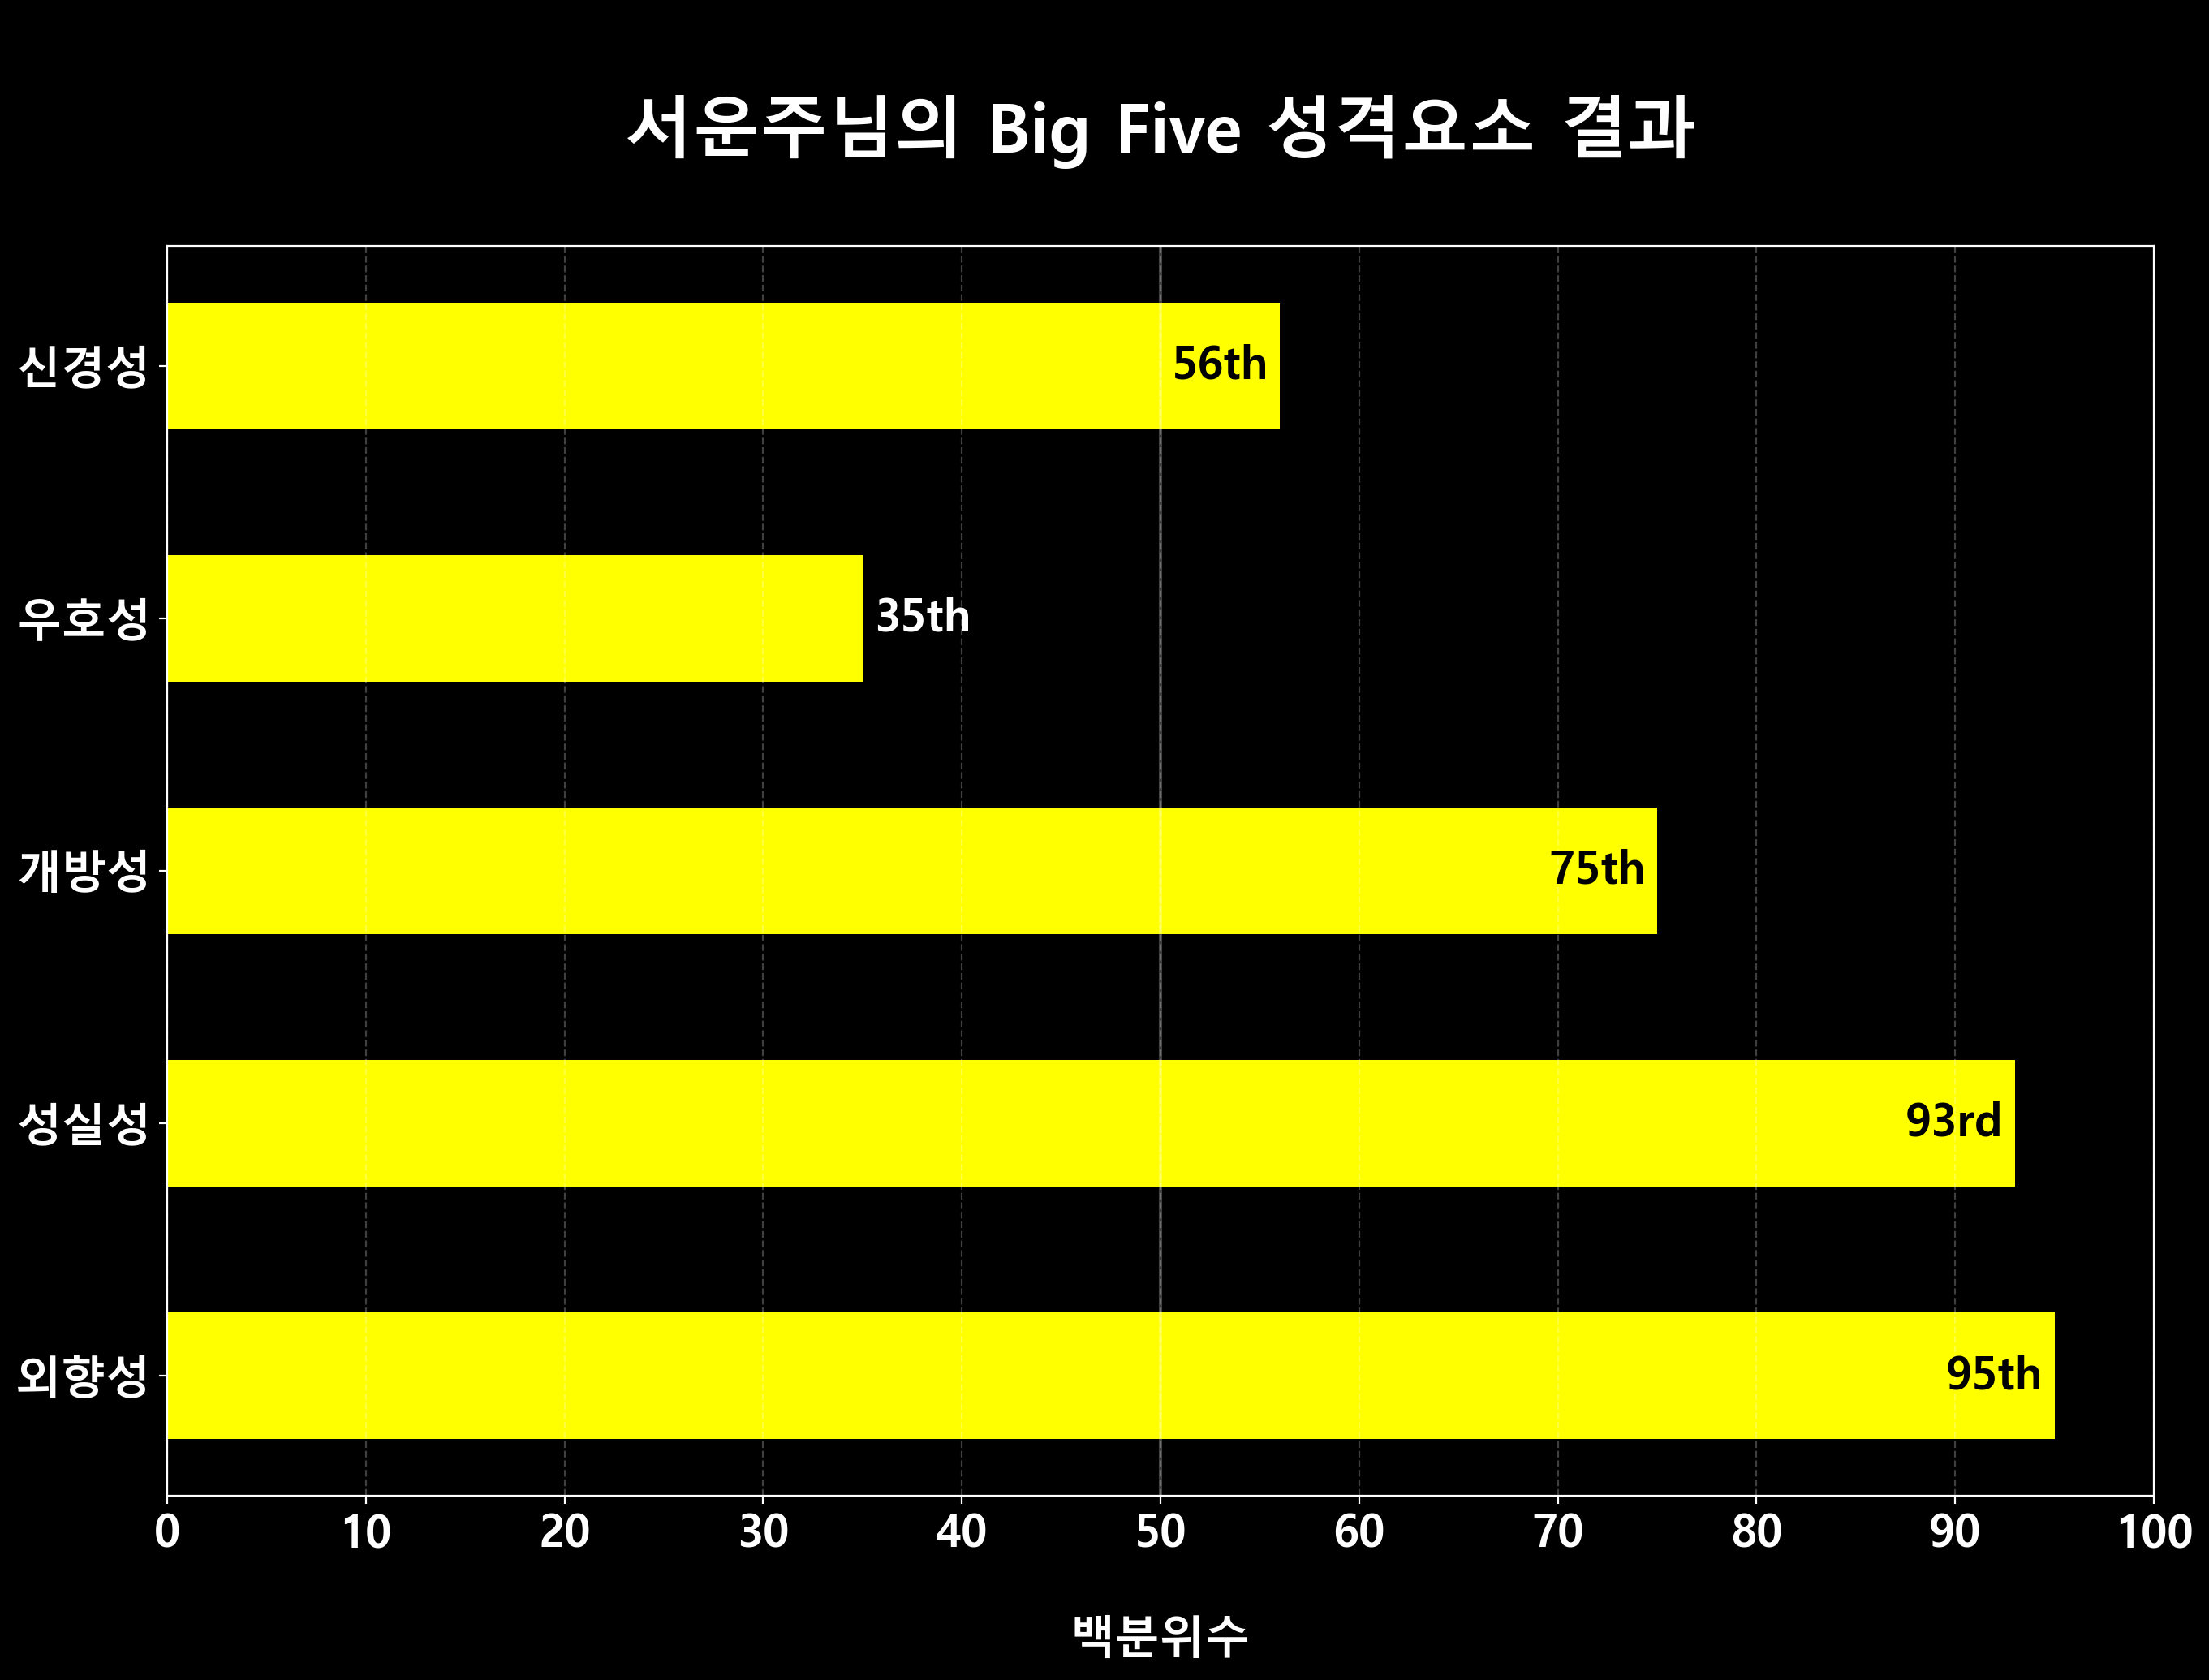 서운주님의 Big Five 성격요소 결과
신경성 56th
우호성 35th
개방성 75th
성실성 93rd
외향성 95th
0 10 20 30 40 50 60 70 80 90 100
백분위수